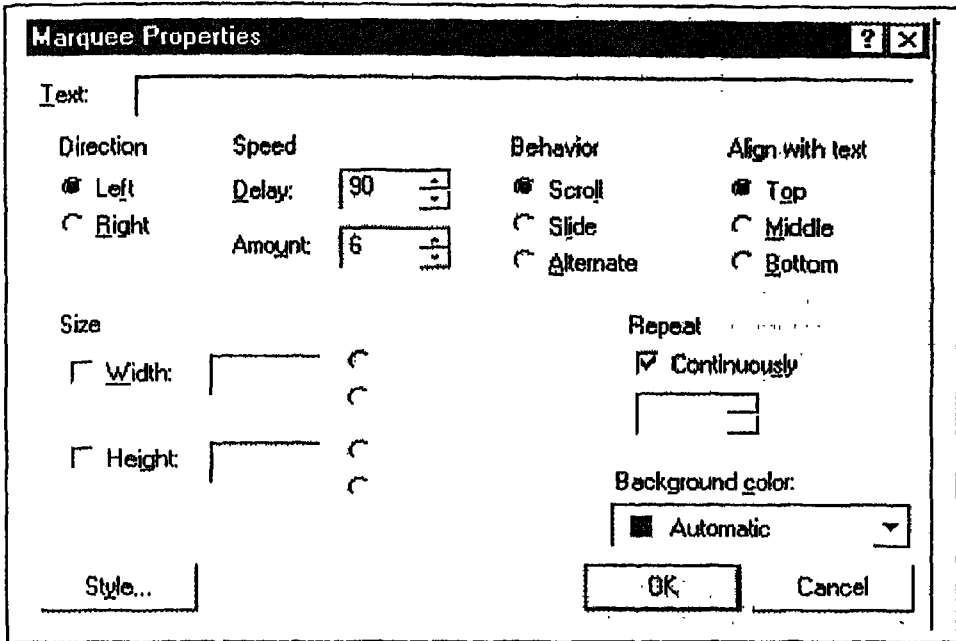 Marquee Properties ? X
Text:
Direction Speed Behavior Align with text
Left Delay: 90 Scroll Top
Right Amount: 6 Slide Middle
Alternate Bottom
Size Repeat
Width: Continuously
Height:
Background color:
Automatic
Style... OK Cancel